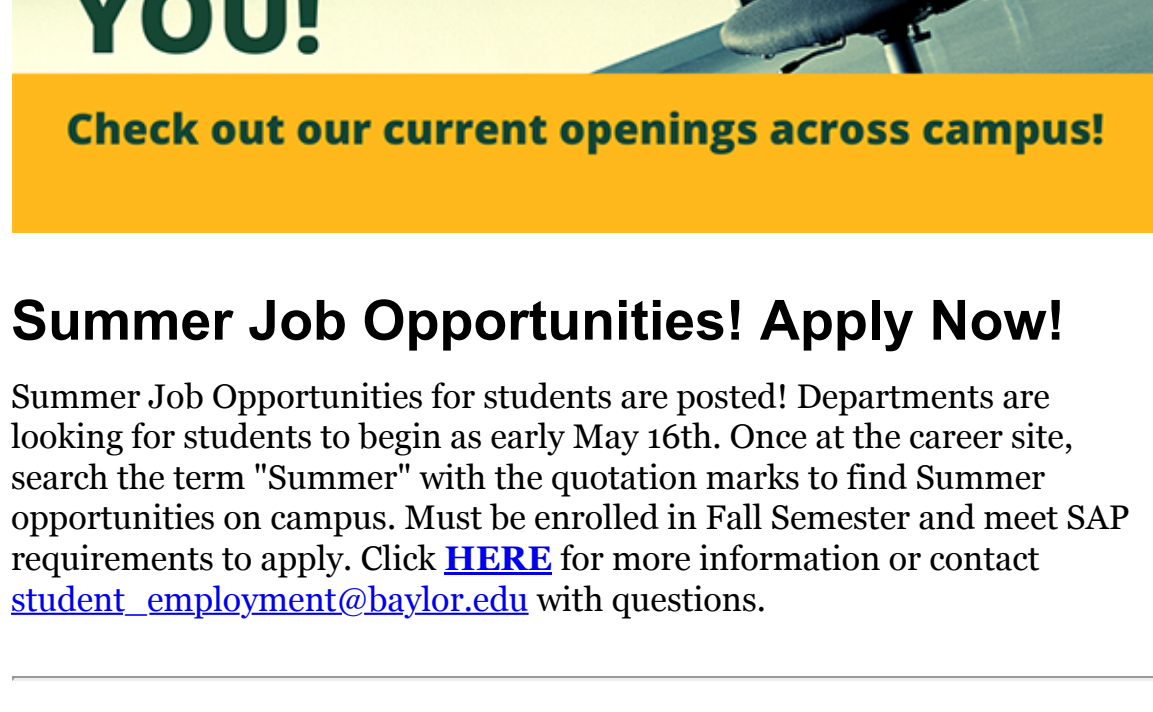 YOU!
Check out our current openings across campus!
Summer Job Opportunities! Apply Now!
Summer Job Opportunities for students are posted! Departments are
looking for students to begin as early May 16th. Once at the career site,
search the term "Summer" with the quotation marks to find Summer
opportunities on campus. Must be enrolled in Fall Semester and meet SAP
requirements to apply. Click HERE for more information or contact
student_employment@baylor.edu with questions.